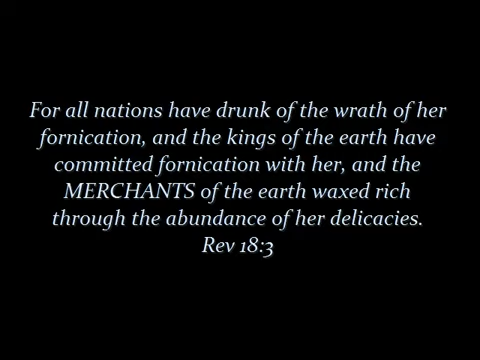 For all nations have drunk of the wrath of her
fornication, and the kings of the earth have
committed fornication with her, and the
MERCHANTS of the earth waxed rich
through the abundance of her delicacies.
Rev 18:3